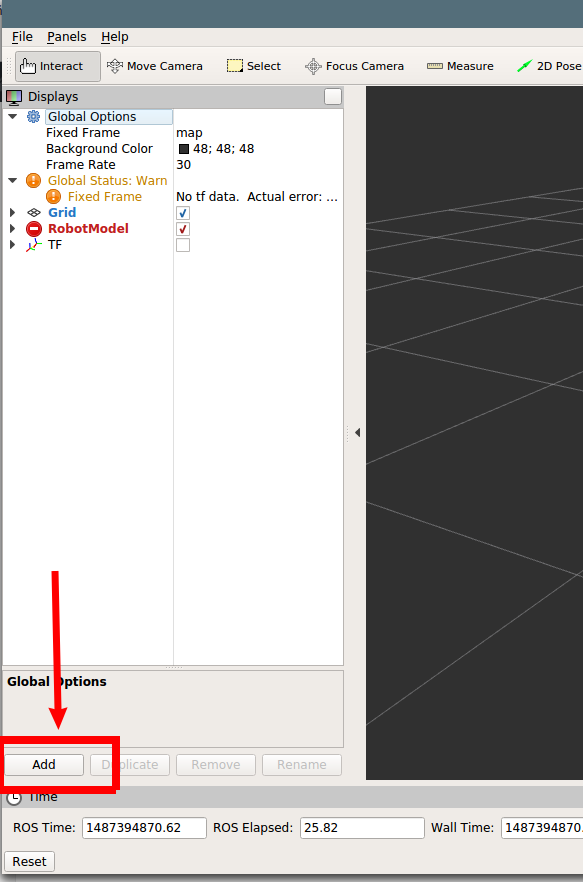 File Panels Help
Interact Move Camera Select Focus Camera Measure 2D Pose
Displays
Global Options
Fixed Frame map
Background Color 48; 48; 48
Frame Rate 30
Global Status: Warn
Fixed Frame No tf data. Actual error: ...
Grid
RobotModel
TF
Global Options
Add Duplicate Remove Rename
Time
ROS Time: 1487394870.62 ROS Elapsed: 25.82 Wall Time: 1487394870.
Reset